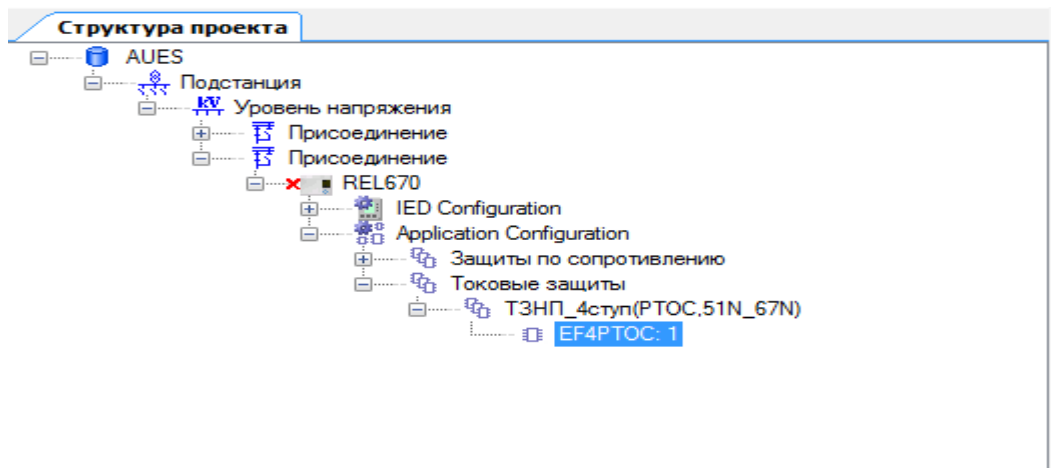 Структура проекта
AUES
Подстанция
kV Уровень напряжения
Присоединение
Присоединение
REL670
IED Configuration
Application Configuration
Защиты по сопротивлению
Токовые защиты
ТЗНП_4ступ(PTOC,51N_67N)
EF4PTOC: 1